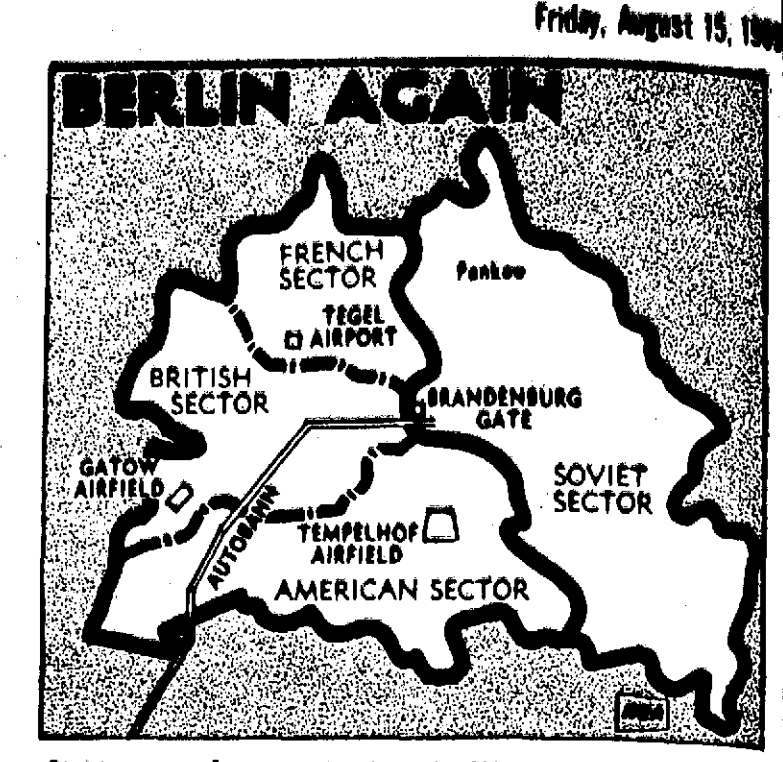 Friday, August 15,
BERLIN AGAIN
FRENCH
SECTOR
Pankow
TEGEL
AIRPORT
BRITISH
SECTOR
BRANDENBURG
GATE
GATOW
AIRFIELD
SOVIET
SECTOR
AUTOBAHN
TEMPELHOF
AIRFIELD
AMERICAN SECTOR